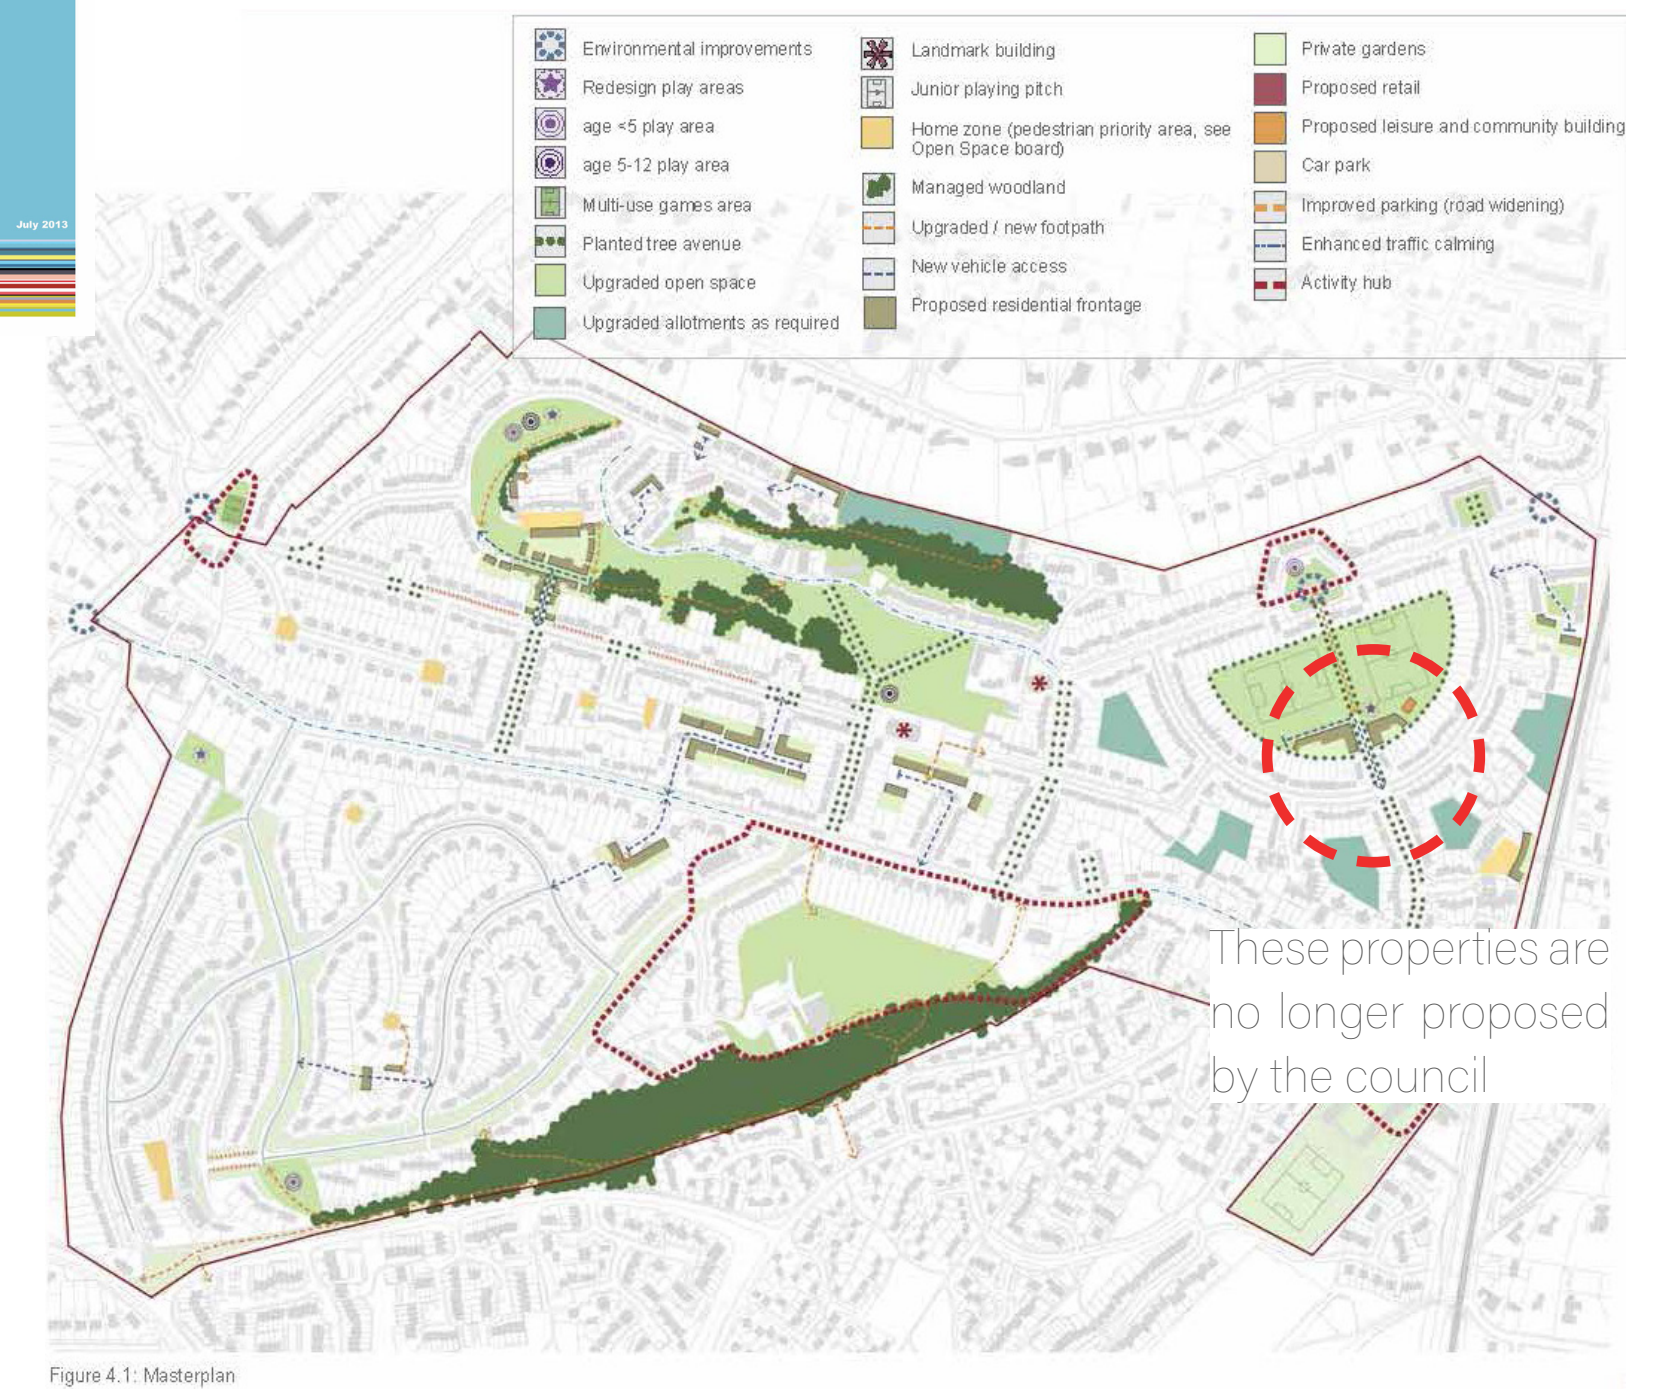 July 2013
Environmental improvements
Redesign play areas
age <5 play area
age 5-12 play area
Multi-use games area
Planted tree avenue
Upgraded open space
Upgraded allotments as required
Landmark building
Junior playing pitch
Home zone (pedestrian priority area, see
Open Space board)
Managed woodland
Upgraded / new footpath
New vehicle access
Proposed residential frontage
Private gardens
Proposed retail
Proposed leisure and community building
Car park
Improved parking (road widening)
Enhanced traffic calming
Activity hub
These properties are
no longer proposed
by the council
Figure 4.1: Masterplan